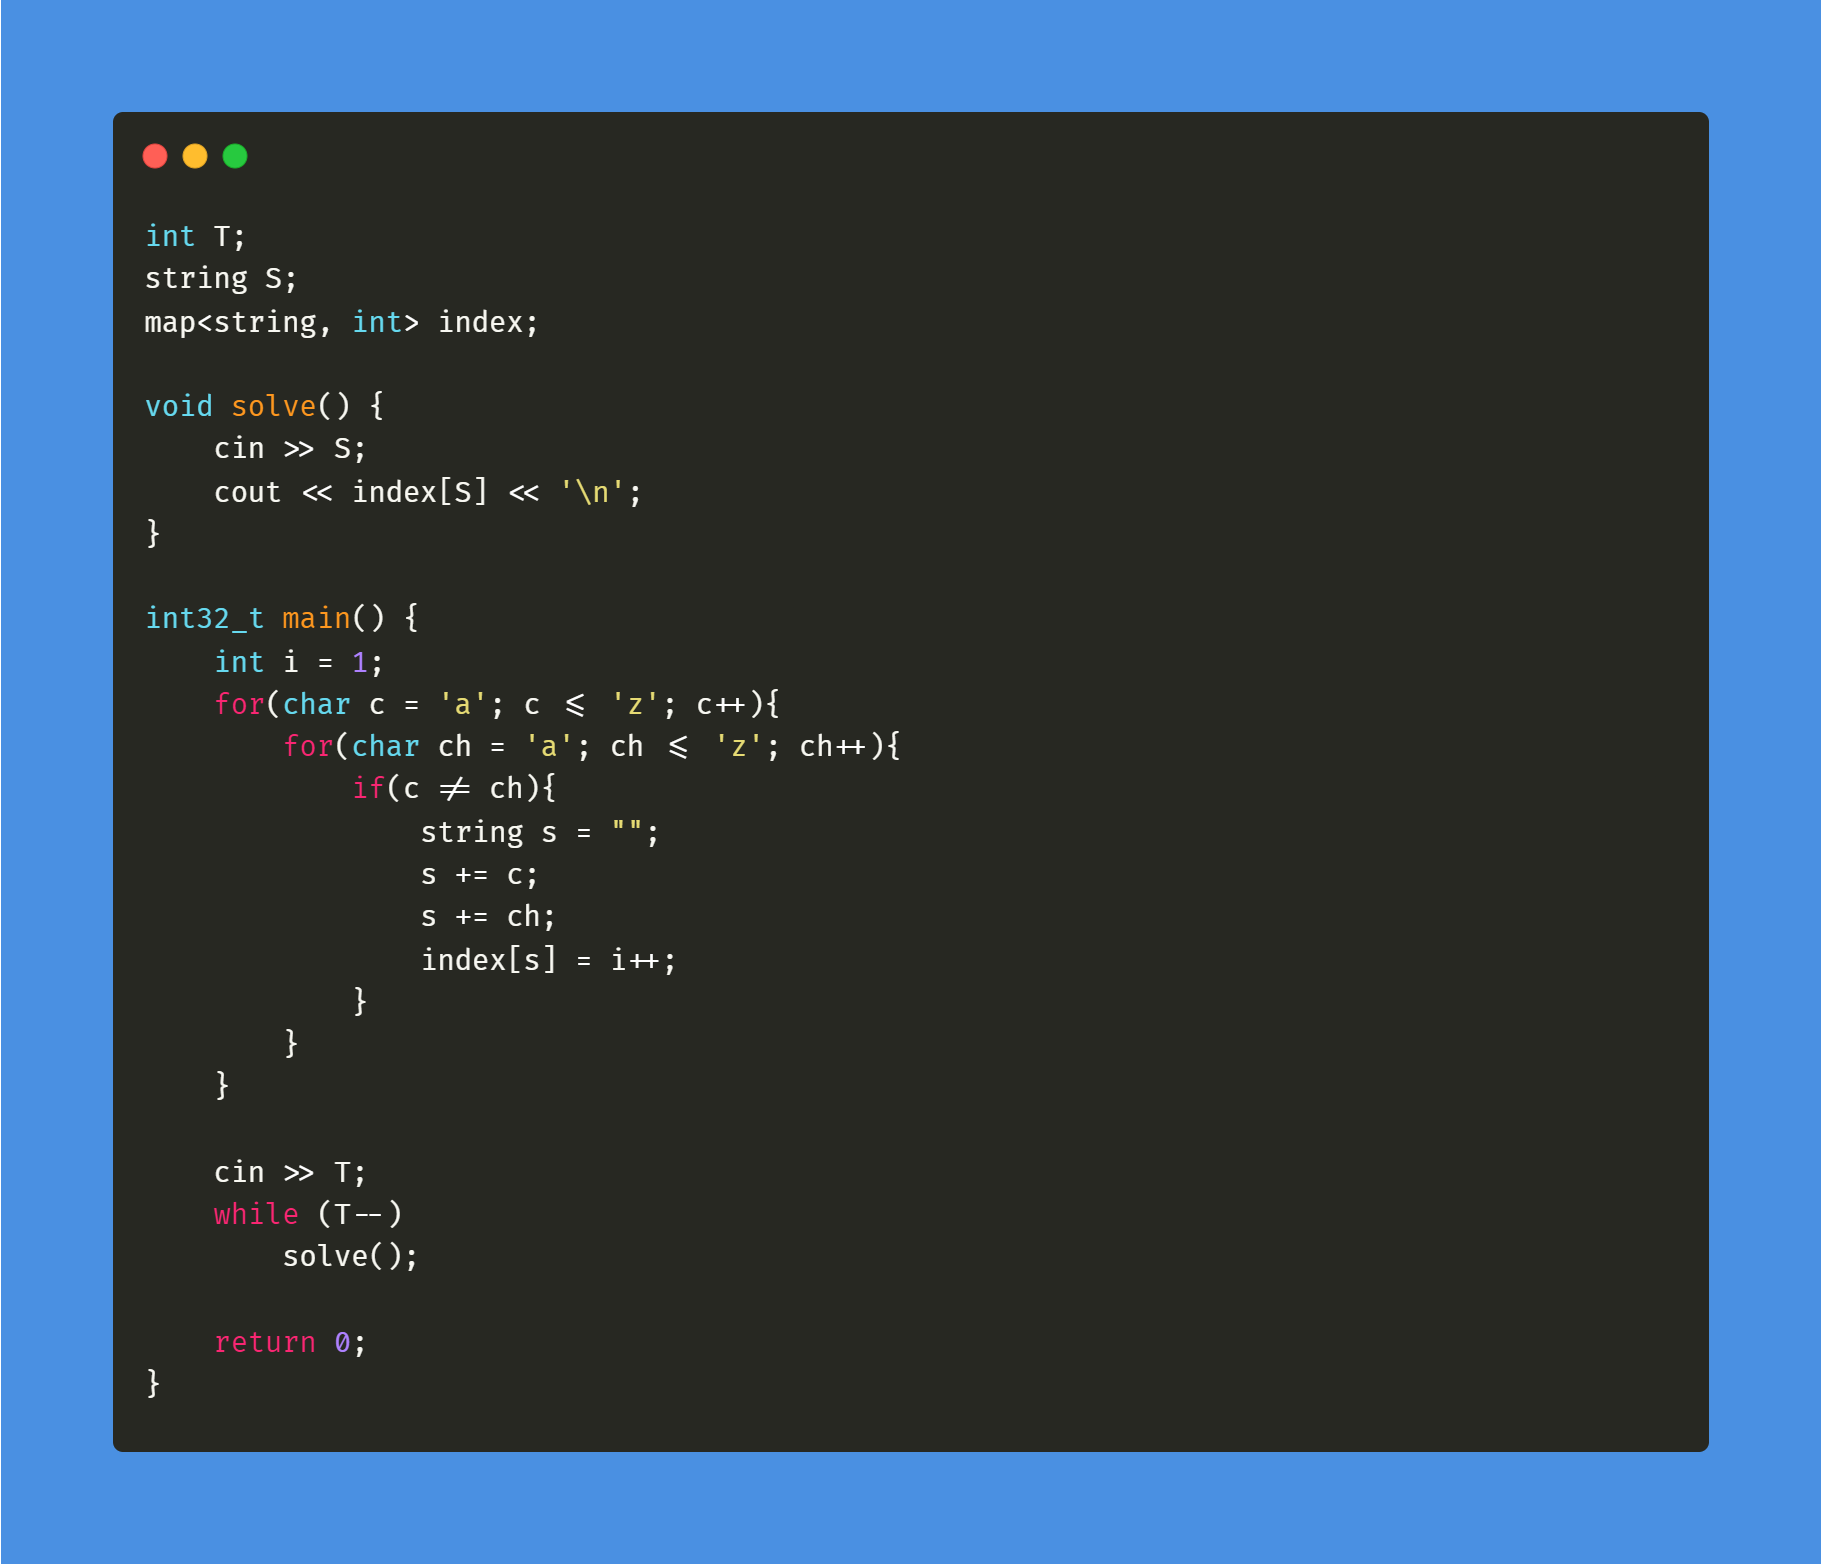 int T;
string S;
map<string, int> index;

void solve() {
    cin >> S;
    cout << index[S] << '\n';
}

int32_t main() {
    int i = 1;
    for(char c = 'a'; c <= 'z'; c++){
        for(char ch = 'a'; ch <= 'z'; ch++){
            if(c != ch){
                string s = "";
                s += c;
                s += ch;
                index[s] = i++;
            }
        }
    }

    cin >> T;
    while (T--)
        solve();

    return 0;
}